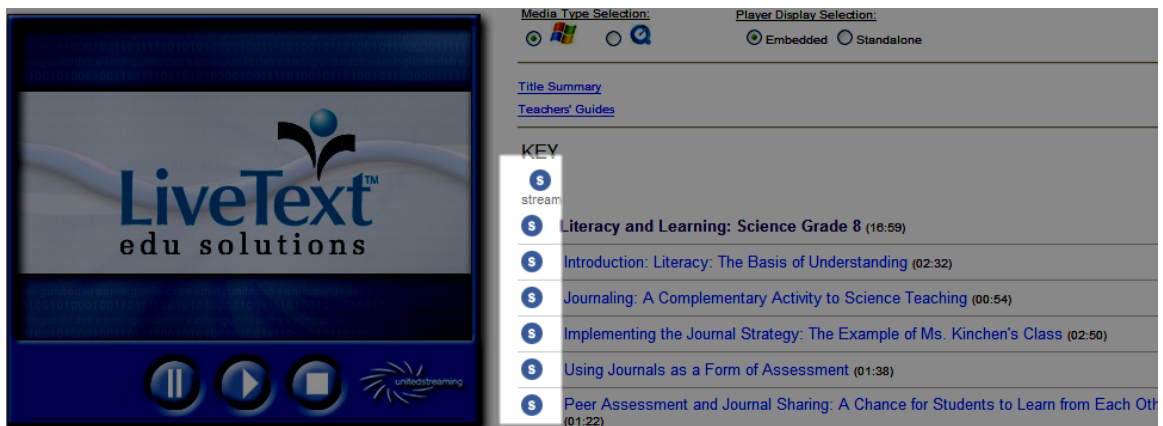 Media Type Selection:
Player Display Selection:
Embedded Standalone
Title Summary
Teachers' Guides
LiveText™
edu solutions
unitedstreaming
KEY
S
stream
S Literacy and Learning: Science Grade 8 (16:59)
S Introduction: Literacy: The Basis of Understanding (02:32)
S Journaling: A Complementary Activity to Science Teaching (00:54)
S Implementing the Journal Strategy: The Example of Ms. Kinchen's Class (02:50)
S Using Journals as a Form of Assessment (01:38)
S Peer Assessment and Journal Sharing: A Chance for Students to Learn from Each Oth
(01:22)